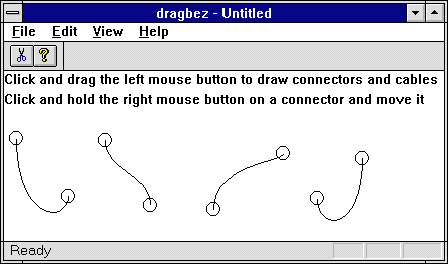 dragbez - Untitled
File Edit View Help
?
Click and drag the left mouse button to draw connectors and cables
Click and hold the right mouse button on a connector and move it
Ready